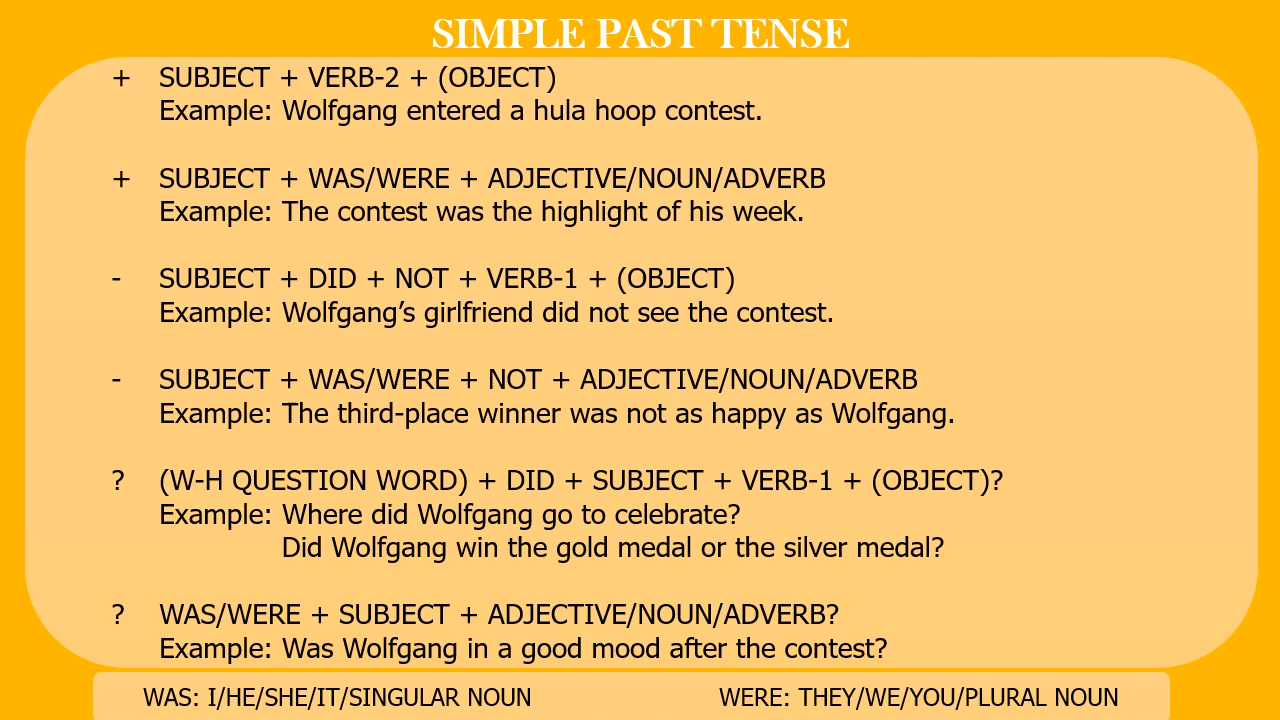 SIMPLE PAST TENSE
+ SUBJECT + VERB-2 + (OBJECT)
Example: Wolfgang entered a hula hoop contest.
+ SUBJECT + WAS/WERE + ADJECTIVE/NOUN/ADVERB
Example: The contest was the highlight of his week.
- SUBJECT + DID + NOT + VERB-1 + (OBJECT)
Example: Wolfgang’s girlfriend did not see the contest.
- SUBJECT + WAS/WERE + NOT + ADJECTIVE/NOUN/ADVERB
Example: The third-place winner was not as happy as Wolfgang.
? (W-H QUESTION WORD) + DID + SUBJECT + VERB-1 + (OBJECT)?
Example: Where did Wolfgang go to celebrate?
Did Wolfgang win the gold medal or the silver medal?
? WAS/WERE + SUBJECT + ADJECTIVE/NOUN/ADVERB?
Example: Was Wolfgang in a good mood after the contest?
WAS: I/HE/SHE/IT/SINGULAR NOUN WERE: THEY/WE/YOU/PLURAL NOUN